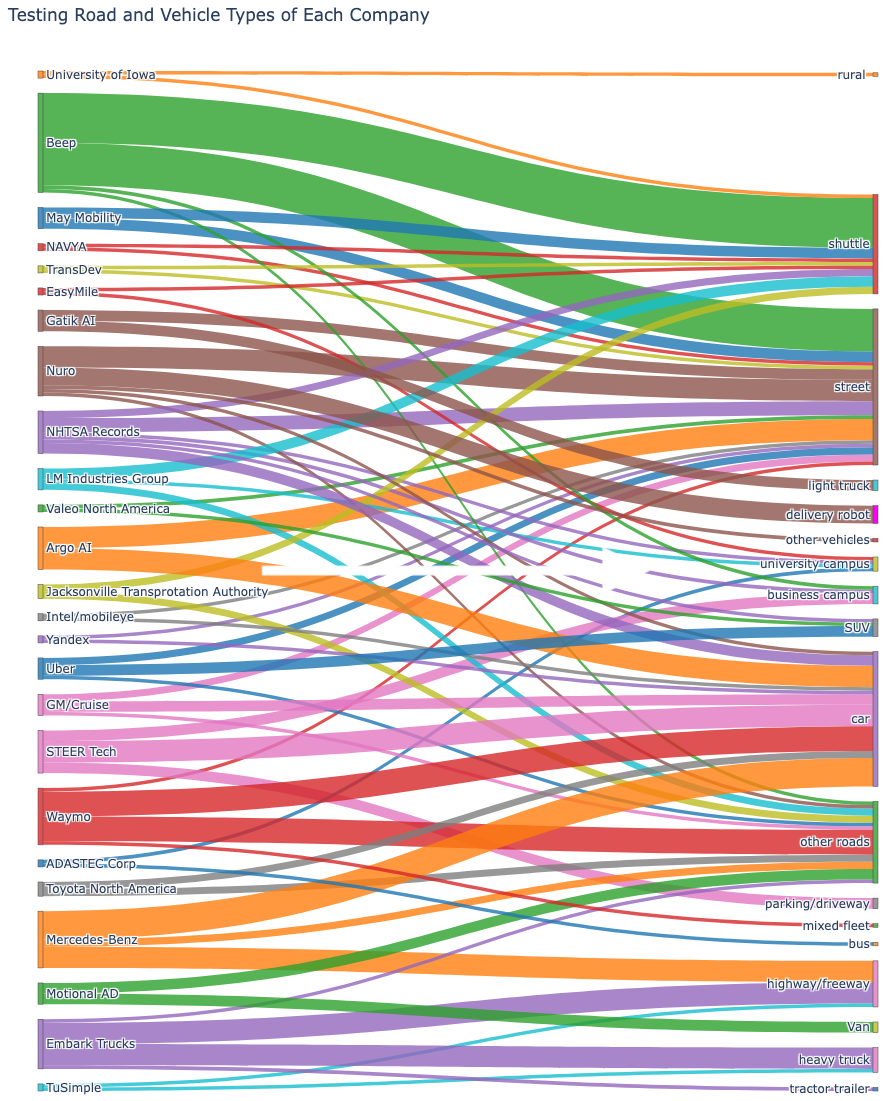 Testing Road and Vehicle Types of Each Company
University of Iowa
Beep
May Mobility
NAVYA
TransDev
EasyMile
Gatik AI
Nuro
NHTSA Records
LM Industries Group
Valeo North America
Argo AI
Jacksonville Transprotation Authority
Intel/mobileye
Yandex
Uber
GM/Cruise
STEER Tech
Waymo
ADASTEC Corp
Toyota North America
Mercedes-Benz
Motional AD
Embark Trucks
TuSimple
rural
shuttle
street
light truck
delivery robot
other vehicles
university campus
business campus
SUV
car
other roads
parking/driveway
mixed fleet
bus
highway/freeway
Van
heavy truck
tractor trailer